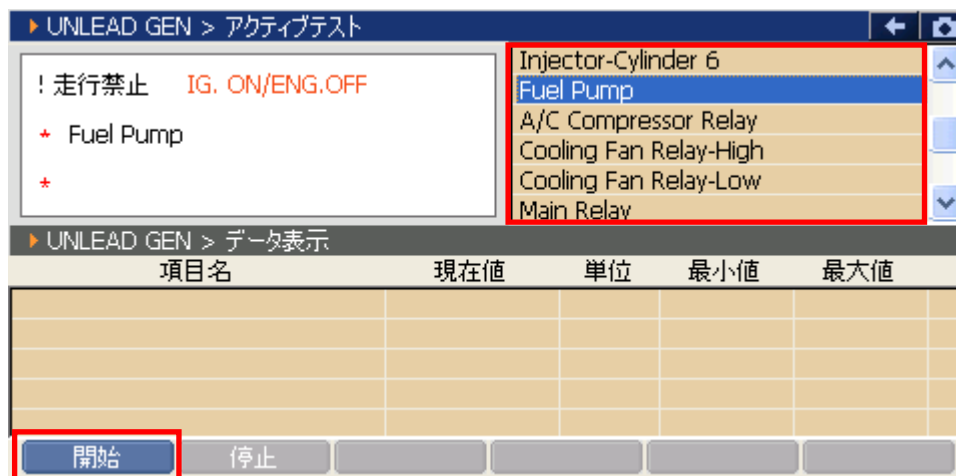 UNLEAD GEN > アクティブテスト
! 走行禁止 IG. ON/ENG.OFF
* Fuel Pump
*
Injector-Cylinder 6
Fuel Pump
A/C Compressor Relay
Cooling Fan Relay-High
Cooling Fan Relay-Low
Main Relay
UNLEAD GEN > データ表示
項目名 現在値 単位 最小値 最大値
開始 停止